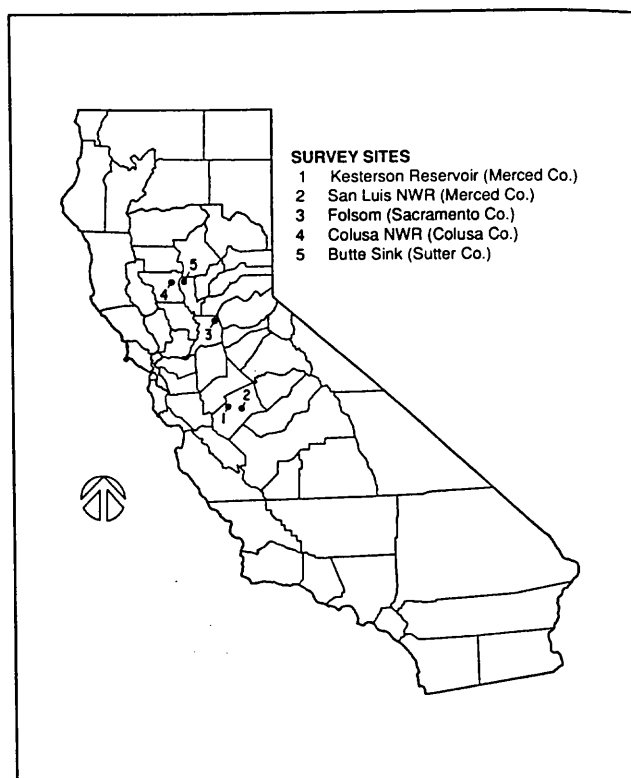 SURVEY SITES
1 Kesterson Reservoir (Merced Co.)
2 San Luis NWR (Merced Co.)
3 Folsom (Sacramento Co.)
4 Colusa NWR (Colusa Co.)
5 Butte Sink (Sutter Co.)
5
4
3
1 2